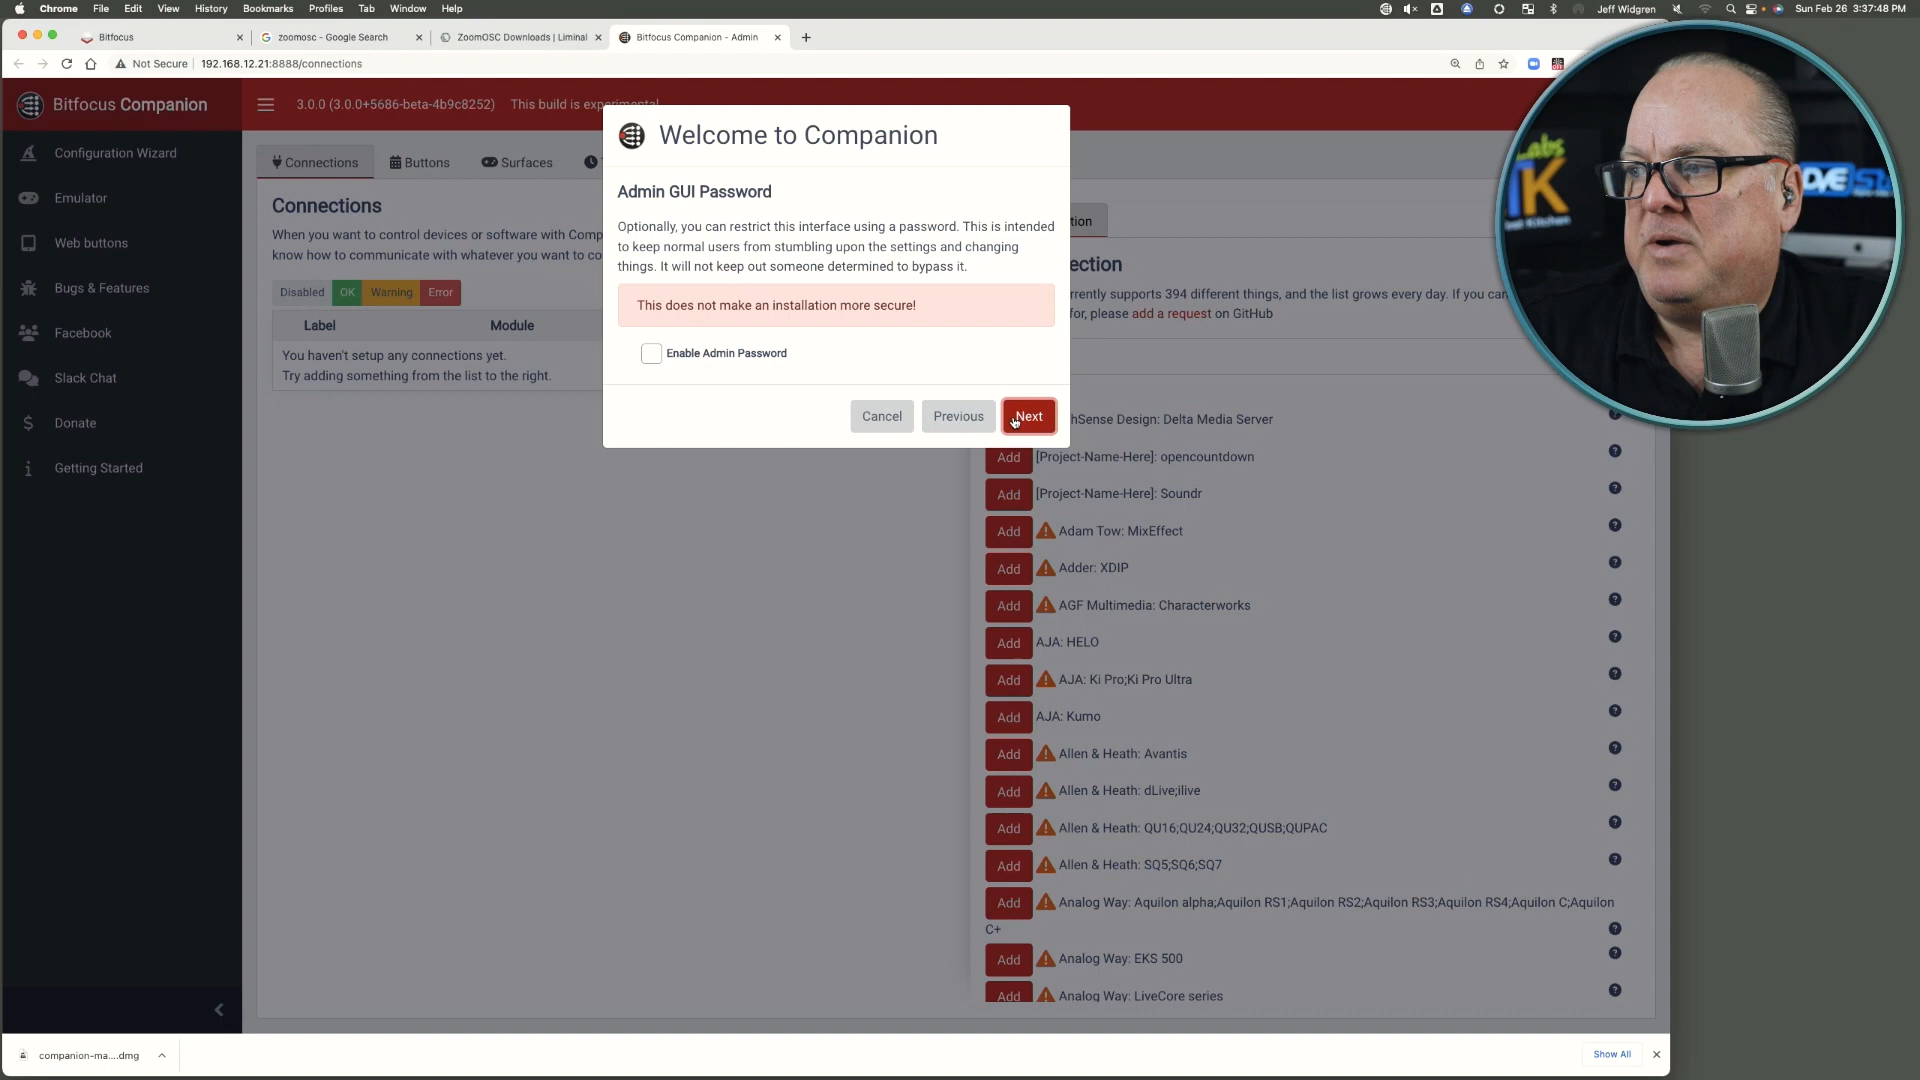 Chrome File Edit View History Bookmarks Profiles Tab Window Help Jeff Widgren Sun Feb 26 3:37:48 PM
Bitfocus zoomosc - Google Search ZoomOSC Downloads | Liminal Bitfocus Companion - Admin
Not Secure 192.168.12.21:8888/connections
Bitfocus Companion 3.0.0 (3.0.0+5686-beta-4b9c8252) This build is experimental
Configuration Wizard
Emulator
Web buttons
Bugs & Features
Facebook
Slack Chat
Donate
Getting Started
Connections Buttons Surfaces
Connections
When you want to control devices or software with Comp
know how to communicate with whatever you want to co
Disabled OK Warning Error
Label Module
You haven't setup any connections yet.
Try adding something from the list to the right.
Welcome to Companion
Admin GUI Password
Optionally, you can restrict this interface using a password. This is intended
to keep normal users from stumbling upon the settings and changing
things. It will not keep out someone determined to bypass it.
This does not make an installation more secure!
Enable Admin Password
Cancel Previous Next
tion
ection
rrently supports 394 different things, and the list grows every day. If you can
for, please add a request on GitHub
hSense Design: Delta Media Server
Add [Project-Name-Here]: opencountdown
Add [Project-Name-Here]: Soundr
Add Adam Tow: MixEffect
Add Adder: XDIP
Add AGF Multimedia: Characterworks
Add AJA: HELO
Add AJA: Ki Pro;Ki Pro Ultra
Add AJA: Kumo
Add Allen & Heath: Avantis
Add Allen & Heath: dLive;ilive
Add Allen & Heath: QU16;QU24;QU32;QUSB;QUPAC
Add Allen & Heath: SQ5;SQ6;SQ7
Add Analog Way: Aquilon alpha;Aquilon RS1;Aquilon RS2;Aquilon RS3;Aquilon RS4;Aquilon C;Aquilon
C+
Add Analog Way: EKS 500
Add Analog Way: LiveCore series
Labs
TK
companion-ma....dmg Show All